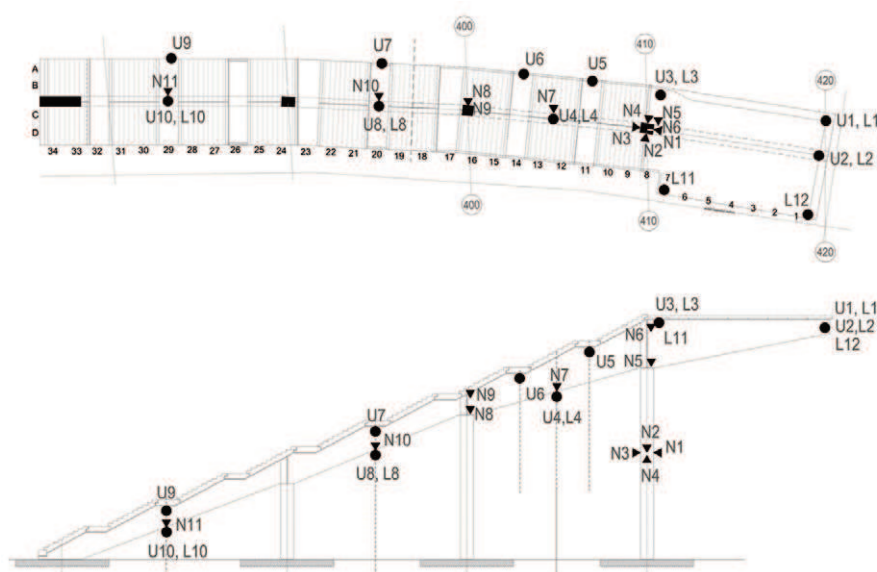 400
410
420
U9
U7
U6
U5
U3, L3
A
B
C
D
N11
U10, L10
N10
U8, L8
N8
N9
N7
U4,L4
N4
N5
N6
N3
N1
N2
U1, L1
U2, L2
L11
L12
34 33 32 31 30 29 28 27 26 25 24 23 22 21 20 19 18 17 16 15 14 13 12 11 10 9 8 7 6 5 4 3 2 1
400
410
420
U3, L3
U1, L1
N6
L11
U2,L2
L12
N5
U5
N7
U6
U4,L4
N9
N8
U7
N10
U8, L8
N2
N3
N1
N4
U9
N11
U10, L10